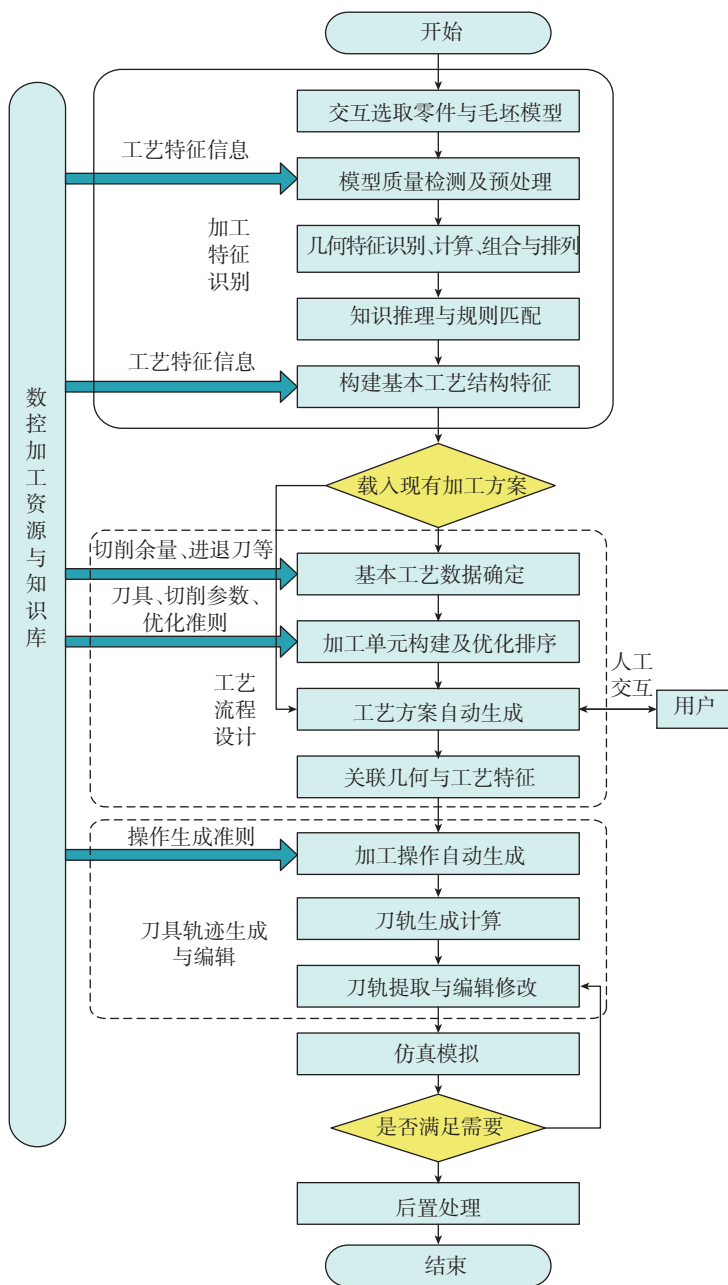 开始
交互选取零件与毛坯模型
工艺特征信息
模型质量检测及预处理
加工
特征
识别
几何特征识别、计算、组合与排列
知识推理与规则匹配
工艺特征信息
构建基本工艺结构特征
数控加工资源与知识库
载入现有加工方案
切削余量、进退刀等
基本工艺数据确定
刀具、切削参数、
优化准则
加工单元构建及优化排序
人工
交互
工艺
流程
设计
工艺方案自动生成
用户
关联几何与工艺特征
操作生成准则
加工操作自动生成
刀轨生成计算
刀具轨迹生成
与编辑
刀轨提取与编辑修改
仿真模拟
是否满足需要
后置处理
结束